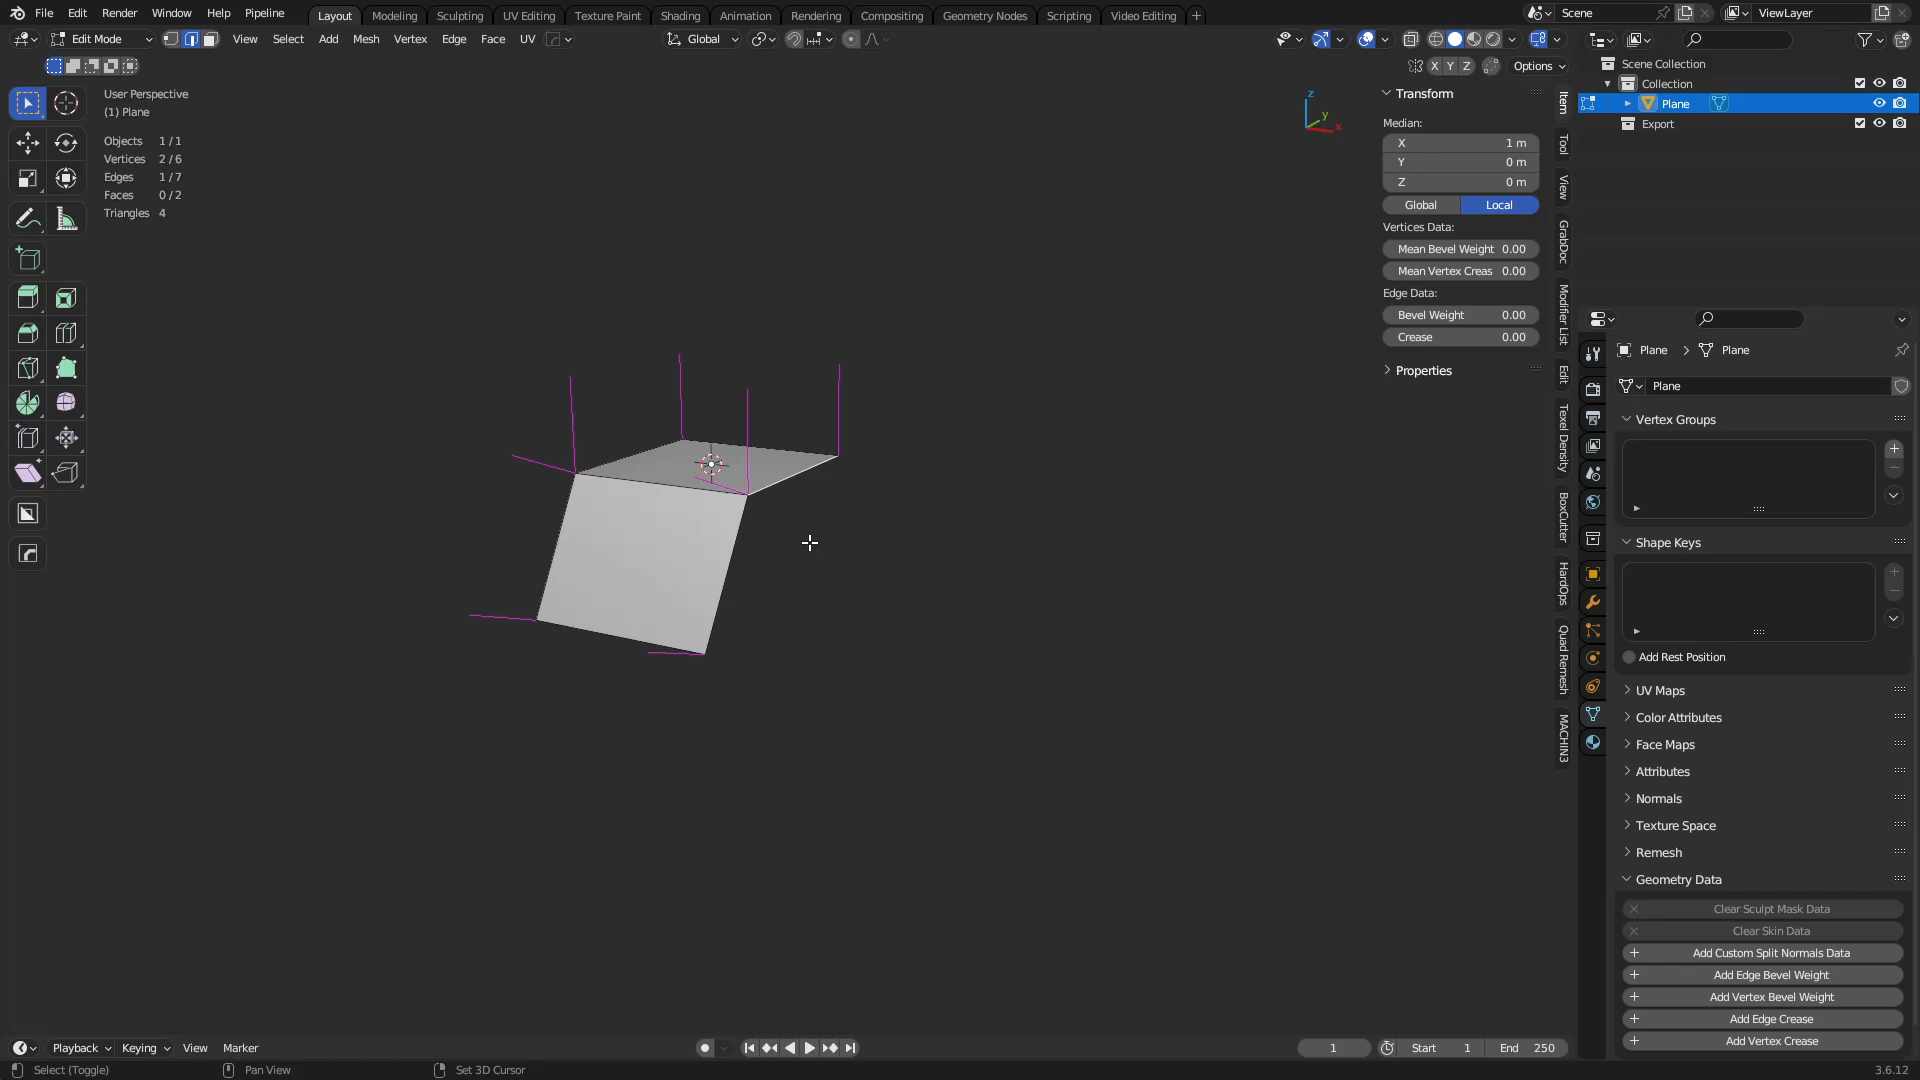 File Edit Render Window Help Pipeline Layout Modeling Sculpting UV Editing Texture Paint Shading Animation Rendering Compositing Geometry Nodes Scripting Video Editing + Scene ViewLayer
Edit Mode View Select Add Mesh Vertex Edge Face UV Global
X Y Z Options
User Perspective
(1) Plane
Objects 1/1
Vertices 2/6
Edges 1/7
Faces 0/2
Triangles 4
z
y
x
Transform
Median:
X 1 m
Y 0 m
Z 0 m
Global Local
Vertices Data:
Mean Bevel Weight 0.00
Mean Vertex Creas 0.00
Edge Data:
Bevel Weight 0.00
Crease 0.00
Properties
Item
Tool
View
GrabDoc
Modifier List
Edit
Texel Density
BoxCutter
HardOps
Quad Remesh
MACHIN3
Scene Collection
Collection
Plane
Export
Plane > Plane
Plane
Vertex Groups
Shape Keys
Add Rest Position
UV Maps
Color Attributes
Face Maps
Attributes
Normals
Texture Space
Remesh
Geometry Data
Clear Sculpt Mask Data
Clear Skin Data
Add Custom Split Normals Data
Add Edge Bevel Weight
Add Vertex Bevel Weight
Add Edge Crease
Add Vertex Crease
Playback Keying View Marker 1 Start 1 End 250
Select (Toggle) Pan View Set 3D Cursor 3.6.12